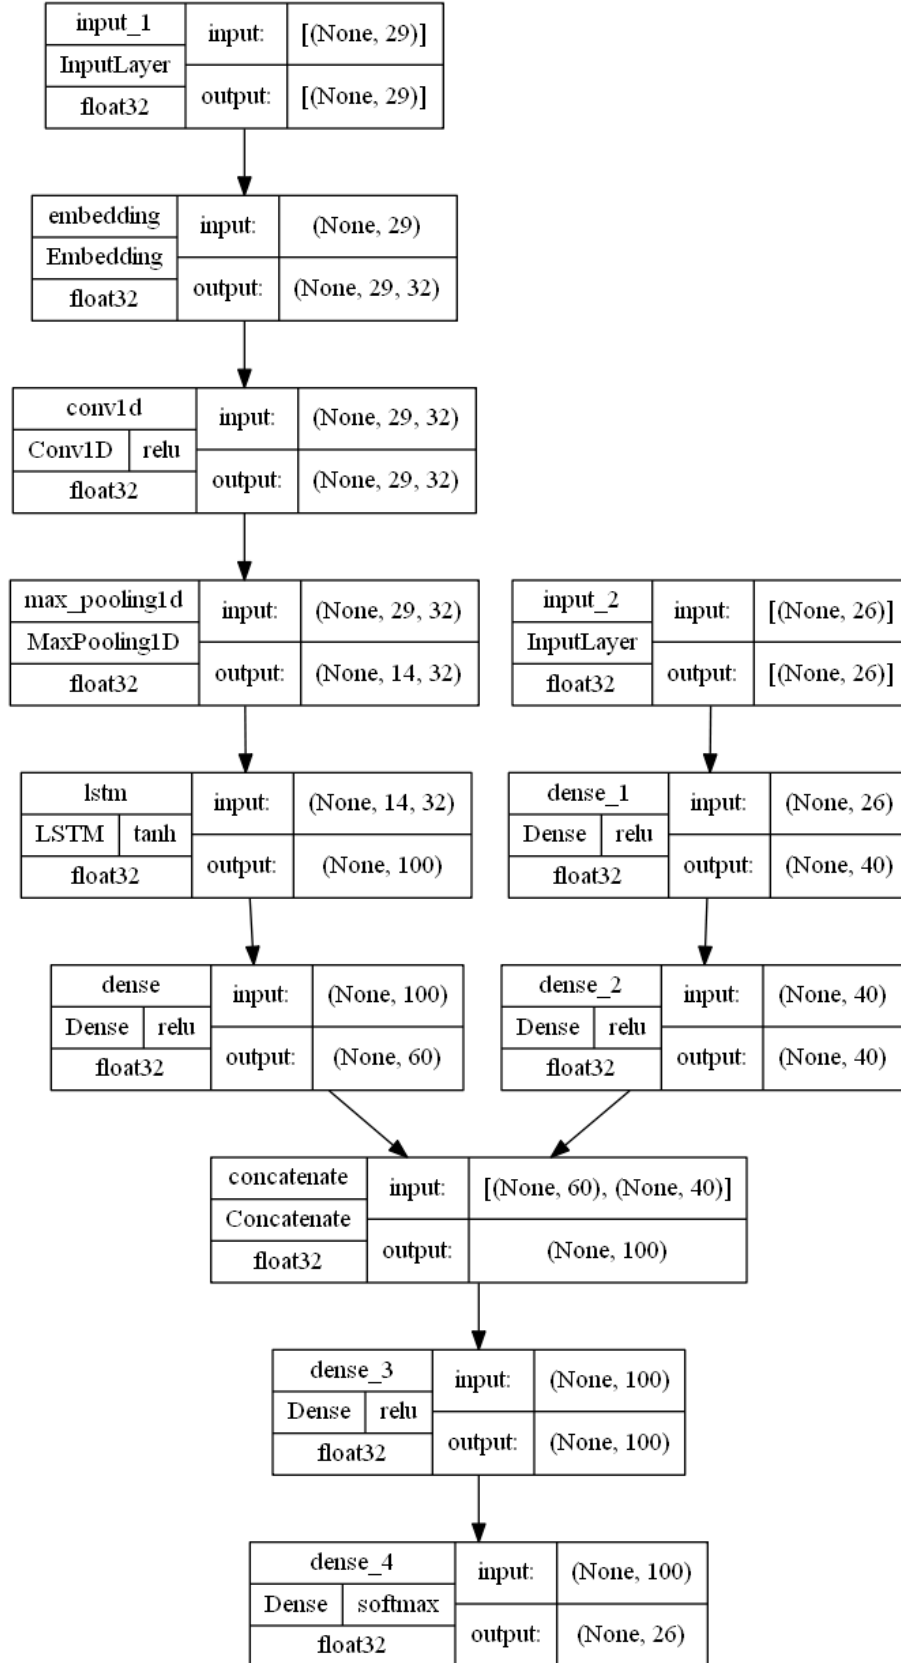 input_1
InputLayer
float32
input: [(None, 29)]
output: [(None, 29)]
embedding
Embedding
float32
input: (None, 29)
output: (None, 29, 32)
conv1d
Conv1D relu
float32
input: (None, 29, 32)
output: (None, 29, 32)
max_pooling1d
MaxPooling1D
float32
input: (None, 29, 32)
output: (None, 14, 32)
input_2
InputLayer
float32
input: [(None, 26)]
output: [(None, 26)]
lstm
LSTM tanh
float32
input: (None, 14, 32)
output: (None, 100)
dense_1
Dense relu
float32
input: (None, 26)
output: (None, 40)
dense
Dense relu
float32
input: (None, 100)
output: (None, 60)
dense_2
Dense relu
float32
input: (None, 40)
output: (None, 40)
concatenate
Concatenate
float32
input: [(None, 60), (None, 40)]
output: (None, 100)
dense_3
Dense relu
float32
input: (None, 100)
output: (None, 100)
dense_4
Dense softmax
float32
input: (None, 100)
output: (None, 26)